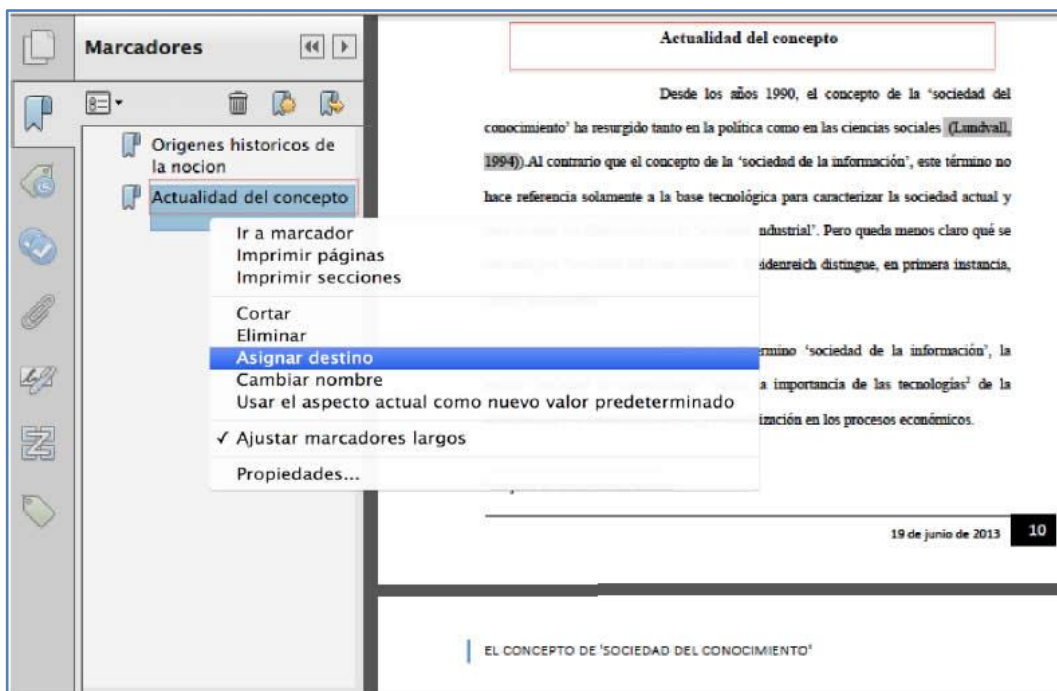 Marcadores
Origenes historicos de
la nocion
Actualidad del concepto
Ir a marcador
Imprimir páginas
Imprimir secciones
Cortar
Eliminar
Asignar destino
Cambiar nombre
Usar el aspecto actual como nuevo valor predeterminado
✓ Ajustar marcadores largos
Propiedades...
Actualidad del concepto
Desde los años 1990, el concepto de la ‘sociedad del
conocimiento’ ha resurgido tanto en la política como en las ciencias sociales (Lundvall,
1994)).Al contrario que el concepto de la ‘sociedad de la información’, este término no
hace referencia solamente a la base tecnológica para caracterizar la sociedad actual y
ndustrial’. Pero queda menos claro qué se
eidenreich distingue, en primera instancia,
ermino ‘sociedad de la información’, la
a importancia de las tecnologías² de la
ización en los procesos económicos.
19 de junio de 2013 10
EL CONCEPTO DE 'SOCIEDAD DEL CONOCIMIENTO'